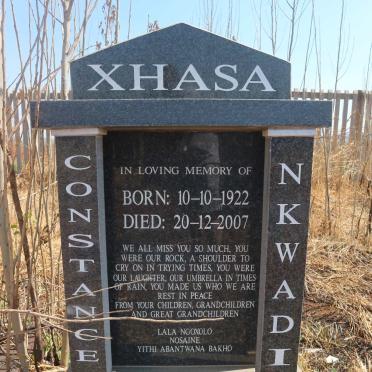 XHASA
CONSTANCE
NKWADI
IN LOVING MEMORY OF
BORN: 10-10-1922
DIED: 20-12-2007
WE ALL MISS YOU SO MUCH, YOU
WERE OUR ROCK, A SHOULDER TO
CRY ON IN TRYING TIMES, YOU WERE
OUR LAUGHTER, OUR UMBRELLA IN TIMES
OF RAIN, YOU MADE US WHO WE ARE
REST IN PEACE
FROM YOUR CHILDREN, GRANDCHILDREN
AND GREAT GRANDCHILDREN
LALA NGOXOLO
NOSAINE
YITHI ABANTWANA BAKHO